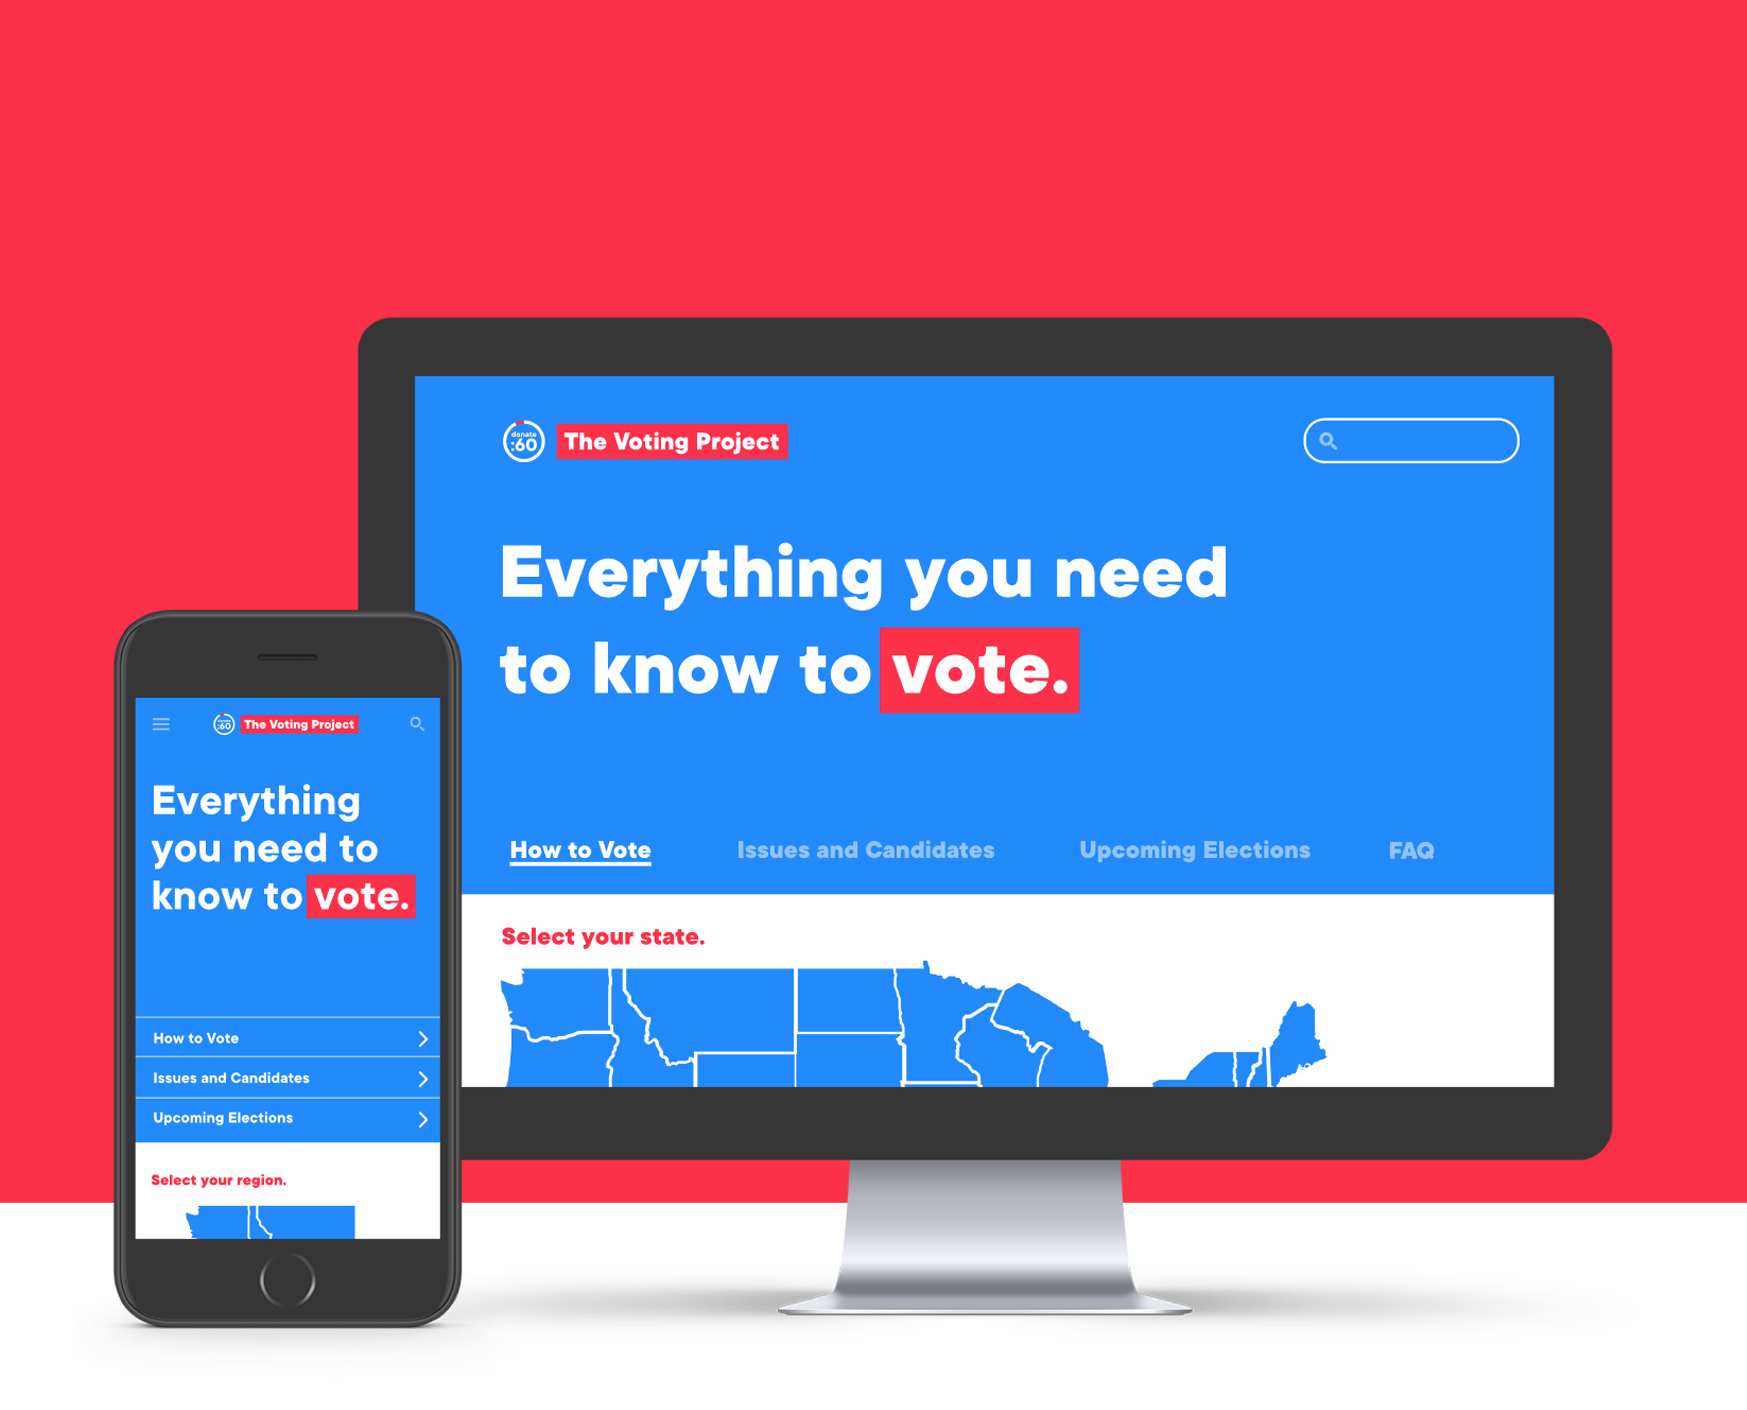 donate
:60
The Voting Project
Everything you need
to know to vote.
How to Vote
Issues and Candidates
Upcoming Elections
FAQ
Select your state.
:60
The Voting Project
Everything
you need to
know to vote.
How to Vote
Issues and Candidates
Upcoming Elections
Select your region.